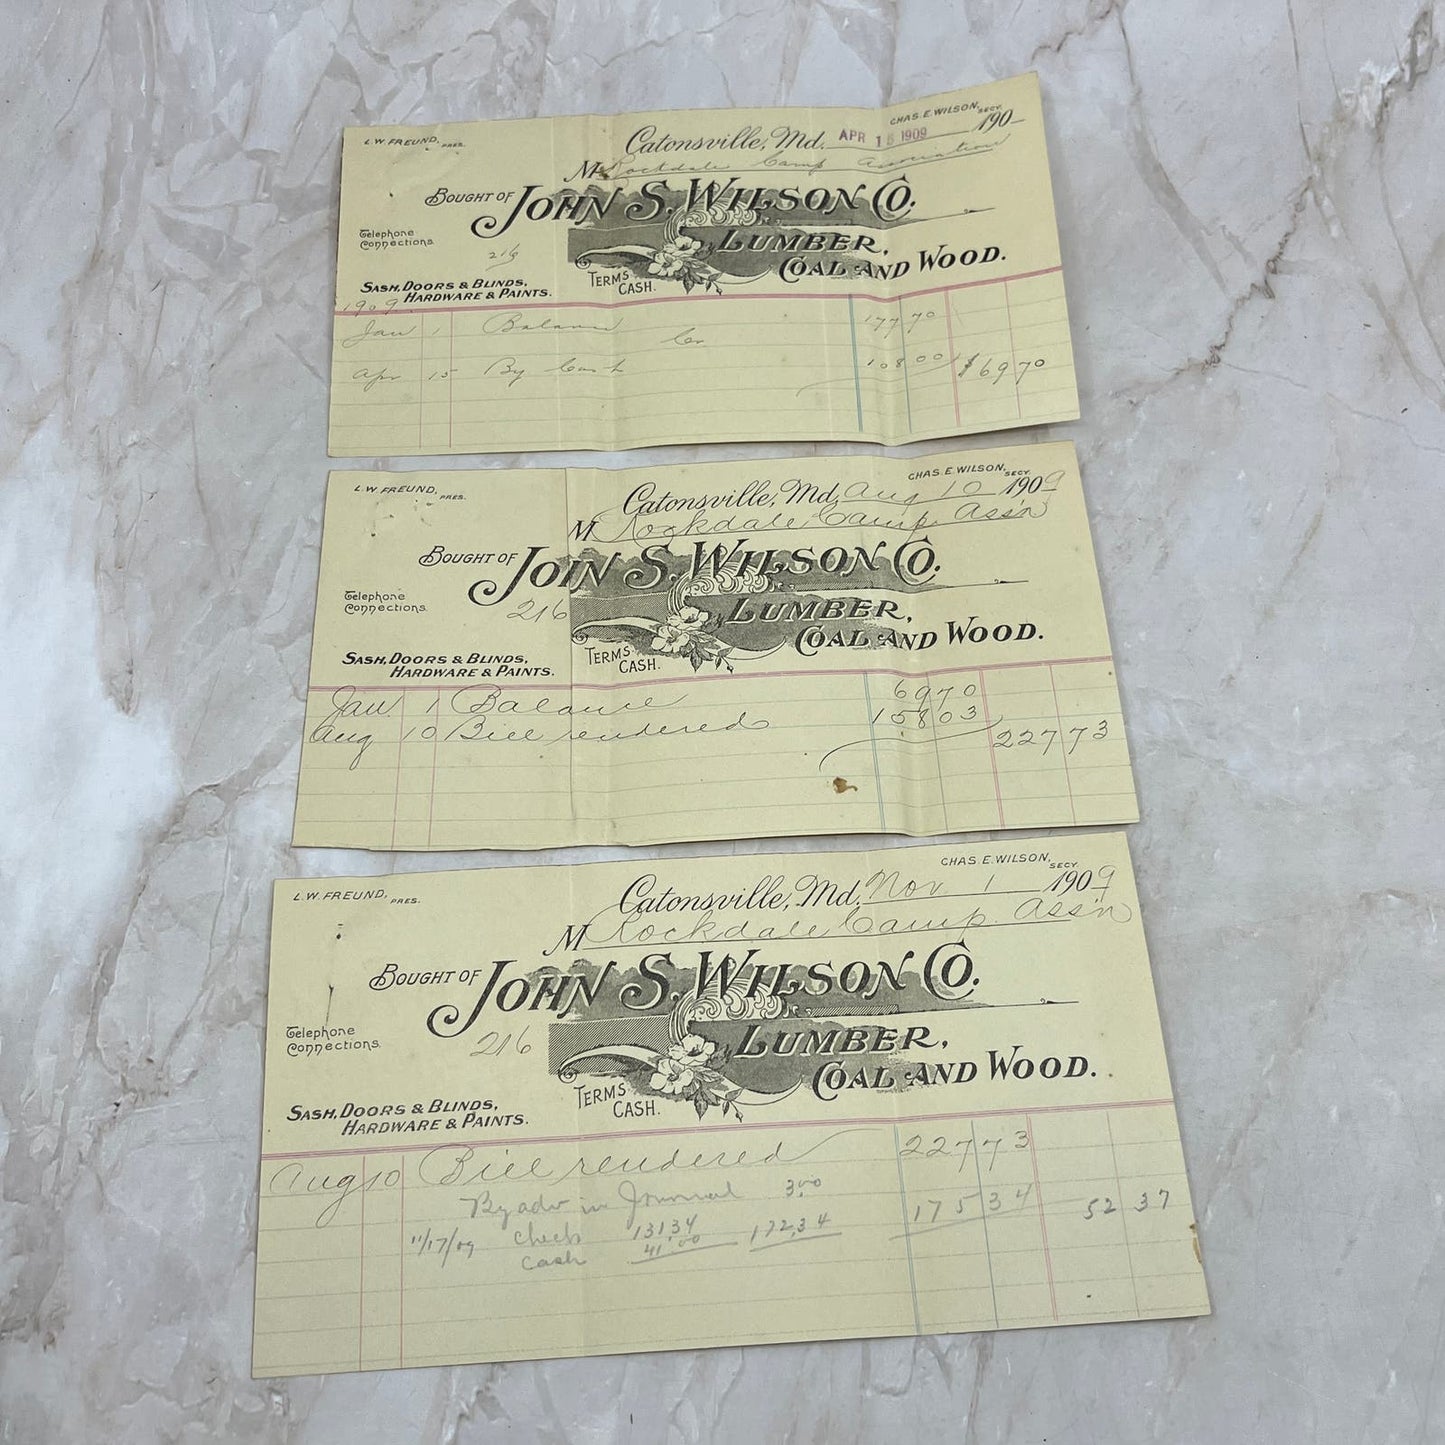 L.W. FREUND, PRES.
CHAS. E. WILSON, SECY.
Catonsville, Md. APR 15 1909 190
M Rockdale Camp Association
BOUGHT OF JOHN S. WILSON CO.
Telephone Connections. 216
LUMBER, COAL AND WOOD.
TERMS CASH.
SASH, DOORS & BLINDS, HARDWARE & PAINTS.
1909
Jan 1 Balance 177 70
Cr
Apr 15 By Cash 108 00 $69 70
L.W. FREUND, PRES.
CHAS. E. WILSON, SECY.
Catonsville, Md. Aug 10 1909
M Rockdale Camp Ass'n
BOUGHT OF JOHN S. WILSON CO.
Telephone Connections. 216
LUMBER, COAL AND WOOD.
TERMS CASH.
SASH, DOORS & BLINDS, HARDWARE & PAINTS.
Jan. 1 Balance 69 70
Aug 10 Bill rendered 158 03 227 73
L.W. FREUND, PRES.
CHAS. E. WILSON, SECY.
Catonsville, Md. Nov 1 1909
M Rockdale Camp Ass'n
BOUGHT OF JOHN S. WILSON CO.
Telephone Connections. 216
LUMBER, COAL AND WOOD.
TERMS CASH.
SASH, DOORS & BLINDS, HARDWARE & PAINTS.
Aug 10 Bill rendered 227 73
By adv in Journal 3.00 175 34 52 37
11/17/09 check 131 34 172.34
cash 41.00